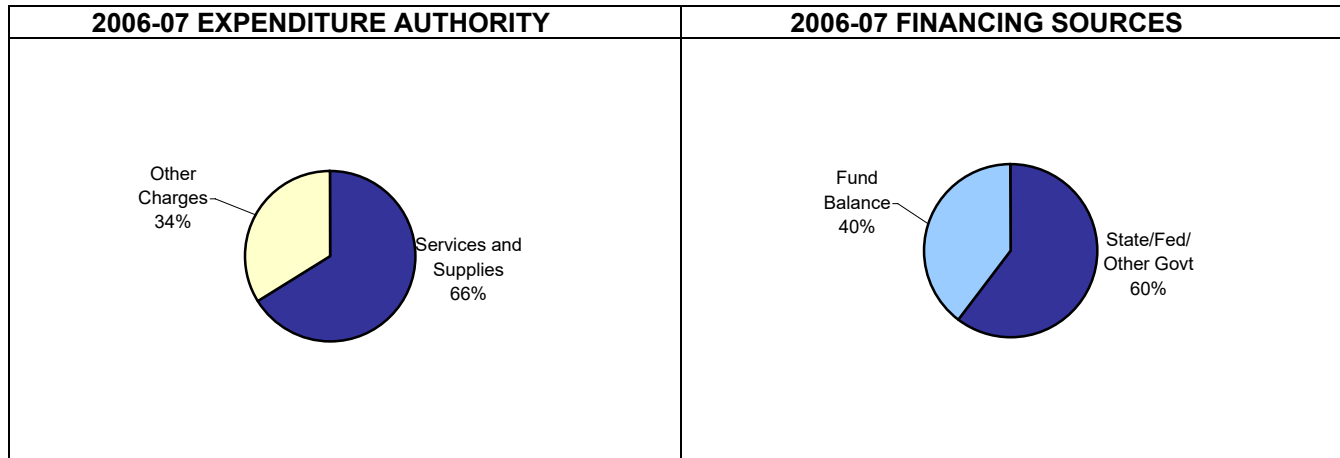 2006-07 EXPENDITURE AUTHORITY
Other
Charges
34%
Services and
Supplies
66%
2006-07 FINANCING SOURCES
Fund
Balance
40%
State/Fed/
Other Govt
60%